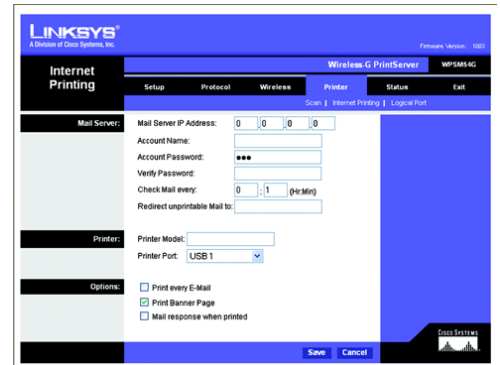 LINKSYS®
A Division of Cisco Systems, Inc.
Firmware Version: 1003
Internet Printing
Wireless-G PrintServer WPSM54G
Setup Protocol Wireless Printer Status Exit
Scan | Internet Printing | Logical Port
Mail Server:
Mail Server IP Address: 0 . 0 . 0 . 0
Account Name:
Account Password: ●●●
Verify Password:
Check Mail every: 0 : 1 (Hr:Min)
Redirect unprintable Mail to:
Printer:
Printer Model:
Printer Port: USB 1
Options:
Print every E-Mail
Print Banner Page
Mail response when printed
Save Cancel
CISCO SYSTEMS